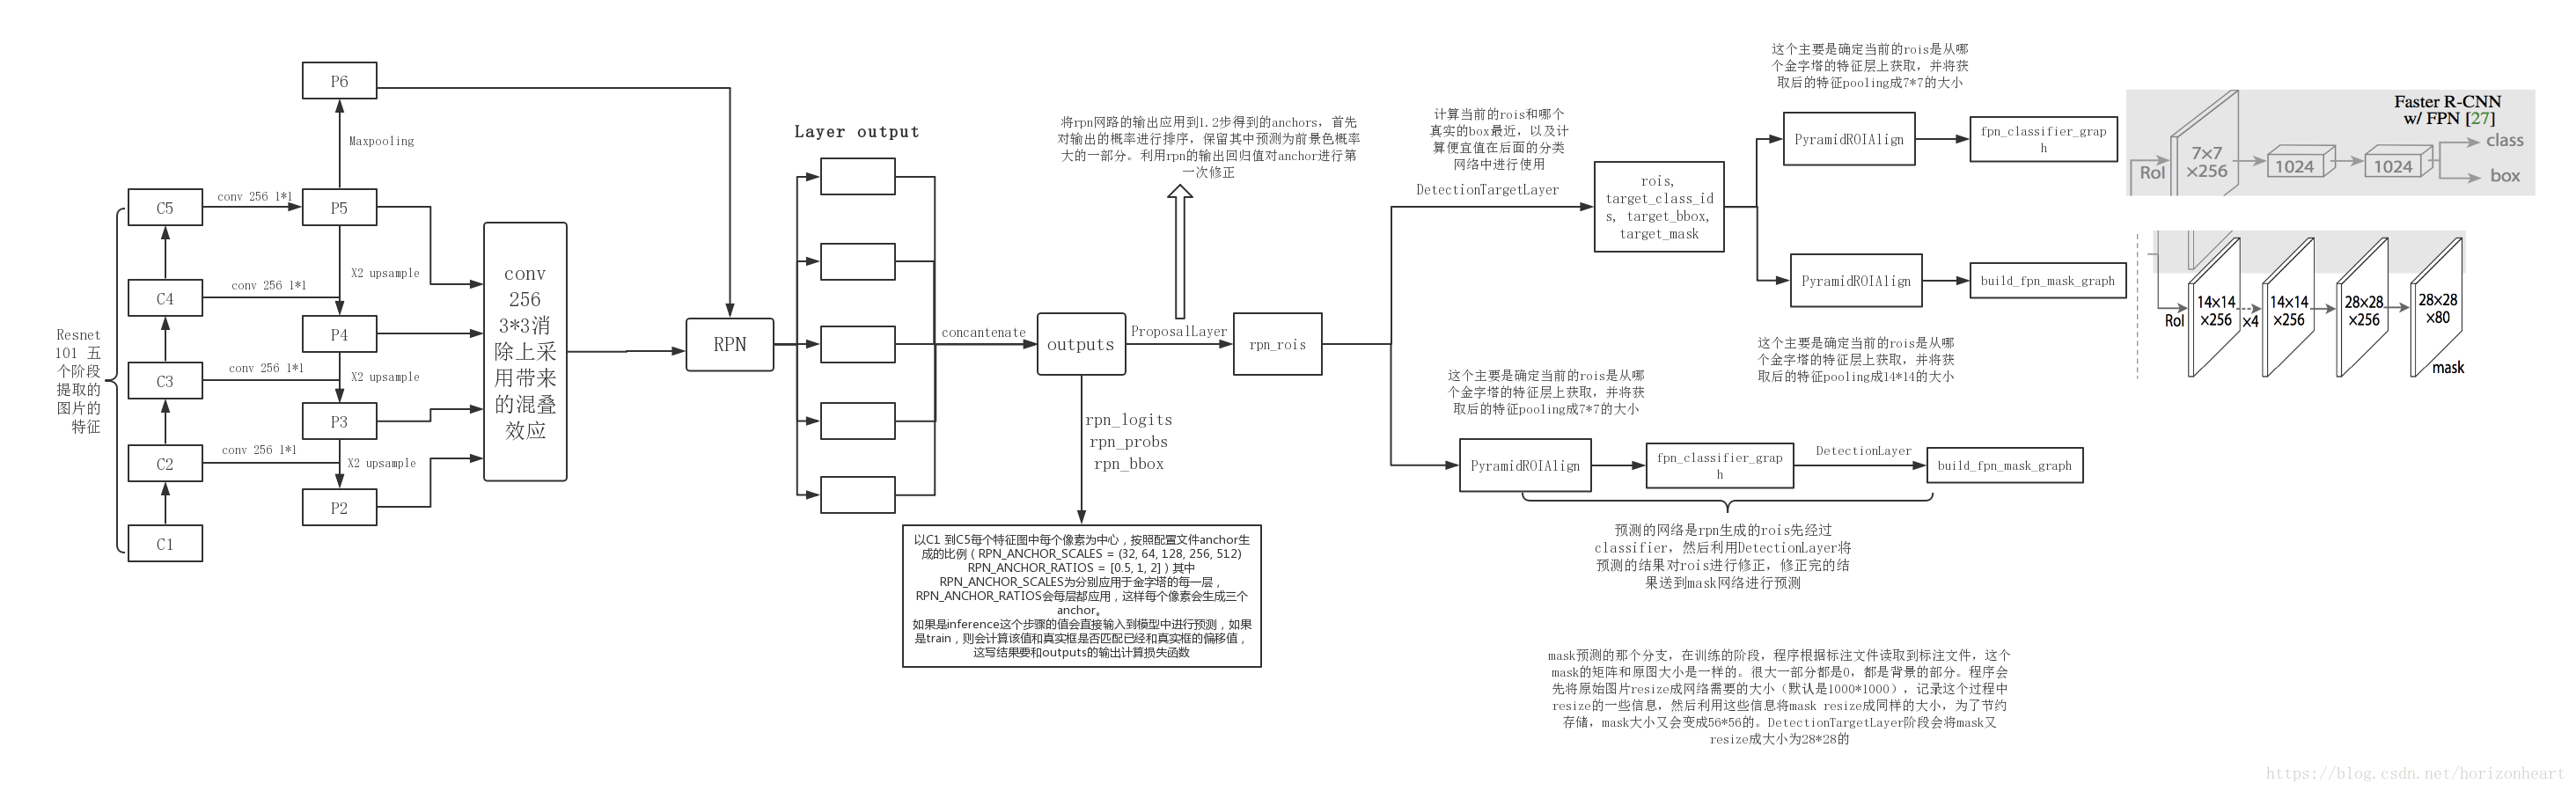 Resnet
101 五
个阶段
提取的
图片的
特征
C5
C4
C3
C2
C1
conv 256 1*1
conv 256 1*1
conv 256 1*1
conv 256 1*1
P6
Maxpooling
P5
X2 upsample
P4
X2 upsample
P3
X2 upsample
P2
conv
256
3*3消
除上采
用带来
的混叠
效应
RPN
Layer output
concantenate
outputs
rpn_logits
rpn_probs
rpn_bbox
以C1 到C5每个特征图中每个像素为中心，按照配置文件anchor生
成的比例（RPN_ANCHOR_SCALES = (32, 64, 128, 256, 512)
RPN_ANCHOR_RATIOS = [0.5, 1, 2] ) 其中
RPN_ANCHOR_SCALES为分别应用于金字塔的每一层，
RPN_ANCHOR_RATIOS会每层都应用，这样每个像素会生成三个
anchor。
如果是inference这个步骤的值会直接输入到模型中进行预测，如果
是train，则会计算该值和真实框是否匹配已经和真实框的偏移值，
这写结果要和outputs的输出计算损失函数
将rpn网路的输出应用到1.2步得到的anchors，首先
对输出的概率进行排序，保留其中预测为前景色概率
大的一部分。利用rpn的输出回归值对anchor进行第
一次修正
ProposalLayer
rpn_rois
计算当前的rois和哪个
真实的box最近，以及计
算便宜值在后面的分类
网络中进行使用
DetectionTargetLayer
rois,
target_class_id
s, target_bbox,
target_mask
这个主要是确定当前的rois是从哪
个金字塔的特征层上获取，并将获
取后的特征pooling成7*7的大小
PyramidROIAlign
fpn_classifier_grap
h
PyramidROIAlign
build_fpn_mask_graph
这个主要是确定当前的rois是从哪
个金字塔的特征层上获取，并将获
取后的特征pooling成14*14的大小
这个主要是确定当前的rois是从哪
个金字塔的特征层上获取，并将获
取后的特征pooling成7*7的大小
PyramidROIAlign
fpn_classifier_grap
h
DetectionLayer
build_fpn_mask_graph
预测的网络是rpn生成的rois先经过
classifier，然后利用DetectionLayer将
预测的结果对rois进行修正，修正完的结
果送到mask网络进行预测
mask预测的那个分支，在训练的阶段，程序根据标注文件读取到标注文件，这个
mask的矩阵和原图大小是一样的。很大一部分都是0，都是背景的部分。程序会
先将原始图片resize成网络需要的大小（默认是1000*1000），记录这个过程中
resize的一些信息，然后利用这些信息将mask resize成同样的大小，为了节约
存储，mask大小又会变成56*56的。DetectionTargetLayer阶段会将mask又
resize成大小为28*28的
Faster R-CNN
w/ FPN [27]
RoI
7×7
×256
1024
1024
class
box
RoI
14×14
×256
×4
14×14
×256
28×28
×256
28×28
×80
mask
https://blog.csdn.net/horizonheart